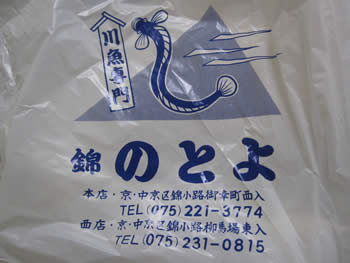 川魚専門
錦 のとよ
本店・京・中京区錦小路御幸町西入
TEL (075) 221-3774
西店・京・中京区錦小路柳馬場東入
TEL (075) 231-0815